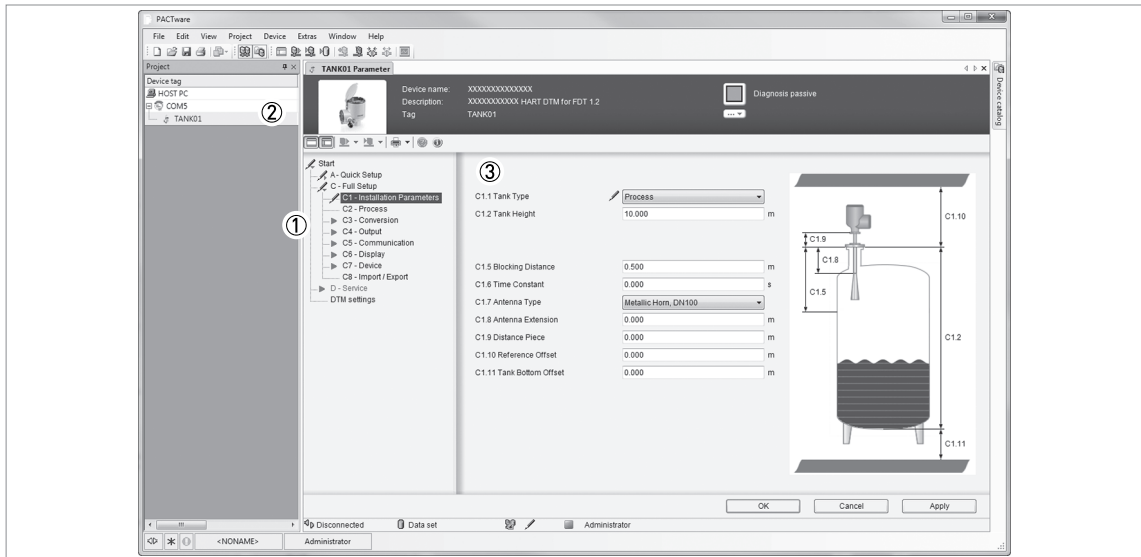 PACTware
File Edit View Project Device Extras Window Help
Project
Device tag
HOST PC
COM5
TANK01
②
TANK01 Parameter
Device name: XXXXXXXXXXXXXX
Description: XXXXXXXXXXX HART DTM for FDT 1.2
Tag TANK01
Diagnosis passive
Device catalog
Start
A - Quick Setup
C - Full Setup
C1 - Installation Parameters
C2 - Process
C3 - Conversion
C4 - Output
C5 - Communication
C6 - Display
C7 - Device
C8 - Import / Export
D - Service
DTM settings
①
③
C1.1 Tank Type Process
C1.2 Tank Height 10.000 m
C1.5 Blocking Distance 0.500 m
C1.6 Time Constant 0.000 s
C1.7 Antenna Type Metallic Horn, DN100
C1.8 Antenna Extension 0.000 m
C1.9 Distance Piece 0.000 m
C1.10 Reference Offset 0.000 m
C1.11 Tank Bottom Offset 0.000 m
C1.10
C1.9
C1.8
C1.5
C1.2
C1.11
OK Cancel Apply
Disconnected Data set Administrator
<NONAME> Administrator